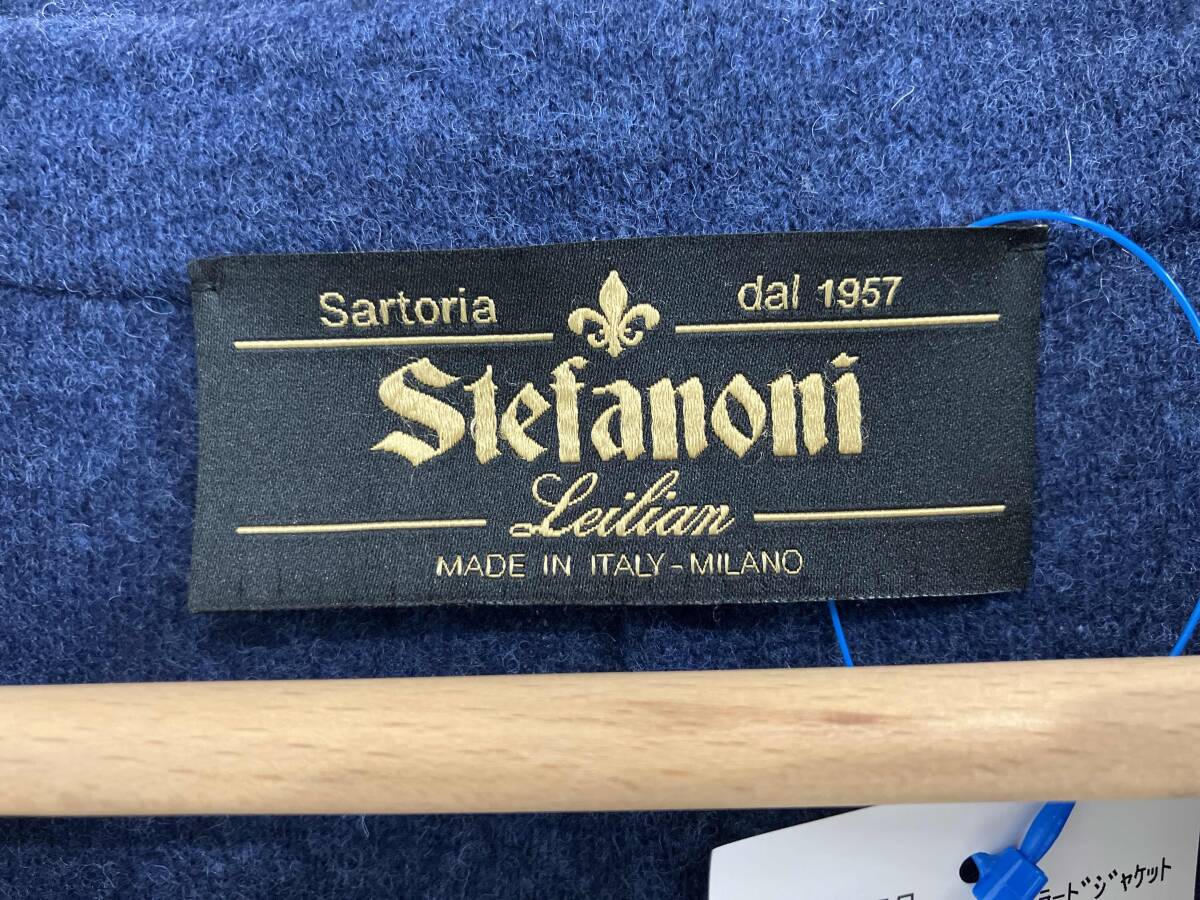 Sartoria dal 1957
Stefanoni
Leilian
MADE IN ITALY - MILANO
ラードジャケット